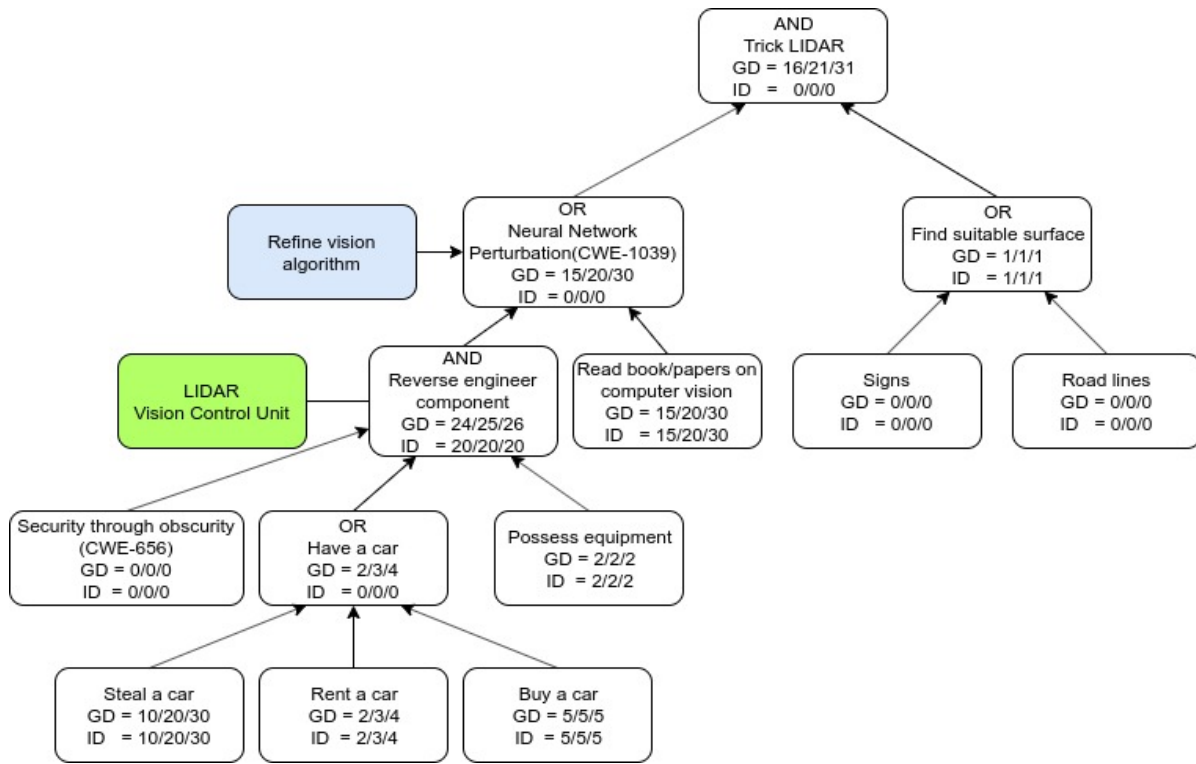 AND
Trick LIDAR
GD = 16/21/31
ID = 0/0/0
Refine vision
algorithm
OR
Neural Network
Perturbation(CWE-1039)
GD = 15/20/30
ID = 0/0/0
OR
Find suitable surface
GD = 1/1/1
ID = 1/1/1
LIDAR
Vision Control Unit
AND
Reverse engineer
component
GD = 24/25/26
ID = 20/20/20
Read book/papers on
computer vision
GD = 15/20/30
ID = 15/20/30
Signs
GD = 0/0/0
ID = 0/0/0
Road lines
GD = 0/0/0
ID = 0/0/0
Security through obscurity
(CWE-656)
GD = 0/0/0
ID = 0/0/0
OR
Have a car
GD = 2/3/4
ID = 0/0/0
Possess equipment
GD = 2/2/2
ID = 2/2/2
Steal a car
GD = 10/20/30
ID = 10/20/30
Rent a car
GD = 2/3/4
ID = 2/3/4
Buy a car
GD = 5/5/5
ID = 5/5/5